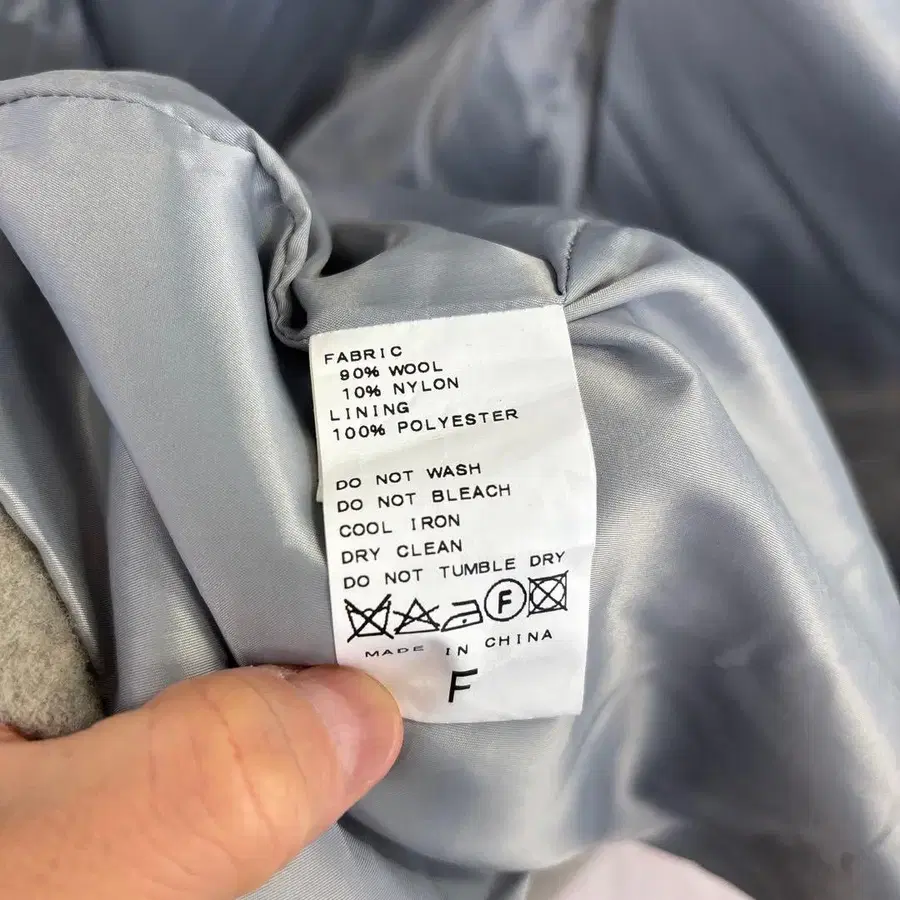 FABRIC
90% WOOL
10% NYLON
LINING
100% POLYESTER
DO NOT WASH
DO NOT BLEACH
COOL IRON
DRY CLEAN
DO NOT TUMBLE DRY
F
MADE IN CHINA
F